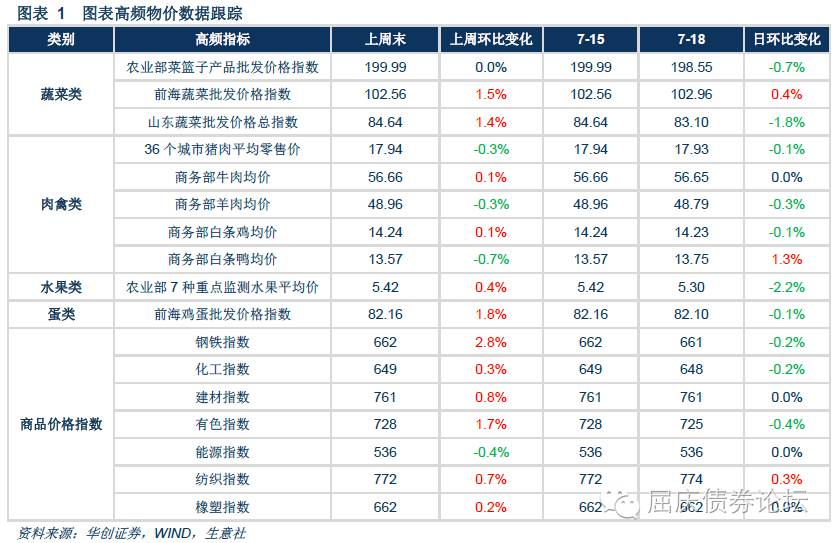 图表 1 图表高频物价数据跟踪
类别 高频指标 上周末 上周环比变化 7-15 7-18 日环比变化
蔬菜类 农业部菜篮子产品批发价格指数 199.99 0.0% 199.99 198.55 -0.7%
前海蔬菜批发价格指数 102.56 1.5% 102.56 102.96 0.4%
山东蔬菜批发价格总指数 84.64 1.4% 84.64 83.10 -1.8%
肉禽类 36个城市猪肉平均零售价 17.94 -0.3% 17.94 17.93 -0.1%
商务部牛肉均价 56.66 0.1% 56.66 56.65 0.0%
商务部羊肉均价 48.96 -0.3% 48.96 48.79 -0.3%
商务部白条鸡均价 14.24 0.1% 14.24 14.23 -0.1%
商务部白条鸭均价 13.57 -0.7% 13.57 13.75 1.3%
水果类 农业部7种重点监测水果平均价 5.42 0.4% 5.42 5.30 -2.2%
蛋类 前海鸡蛋批发价格指数 82.16 1.8% 82.16 82.10 -0.1%
商品价格指数 钢铁指数 662 2.8% 662 661 -0.2%
化工指数 649 0.3% 649 648 -0.2%
建材指数 761 0.8% 761 761 0.0%
有色指数 728 1.7% 728 725 -0.4%
能源指数 536 -0.4% 536 536 0.0%
纺织指数 772 0.7% 772 774 0.3%
橡塑指数 662 0.2% 662 662 0.0%
屈庆债券论坛
资料来源：华创证券，WIND，生意社